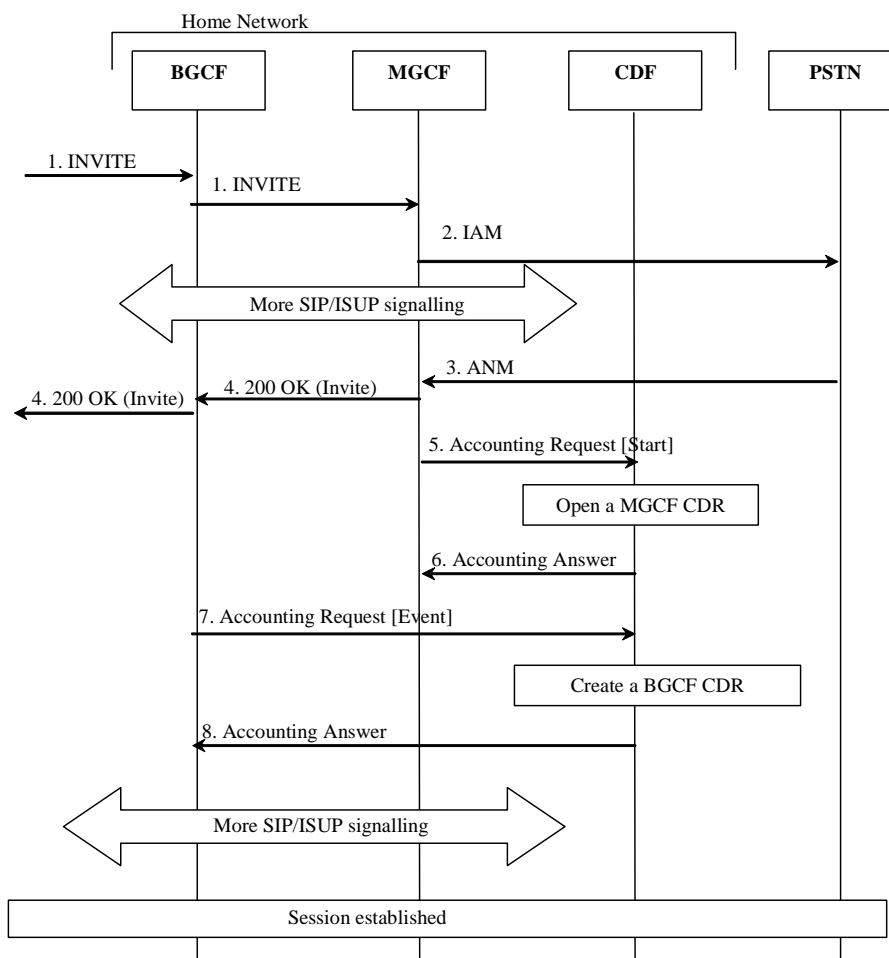 Home Network
BGCF
MGCF
CDF
PSTN
1. INVITE
1. INVITE
2. IAM
More SIP/ISUP signalling
3. ANM
4. 200 OK (Invite)
4. 200 OK (Invite)
5. Accounting Request [Start]
Open a MGCF CDR
6. Accounting Answer
7. Accounting Request [Event]
Create a BGCF CDR
8. Accounting Answer
More SIP/ISUP signalling
Session established